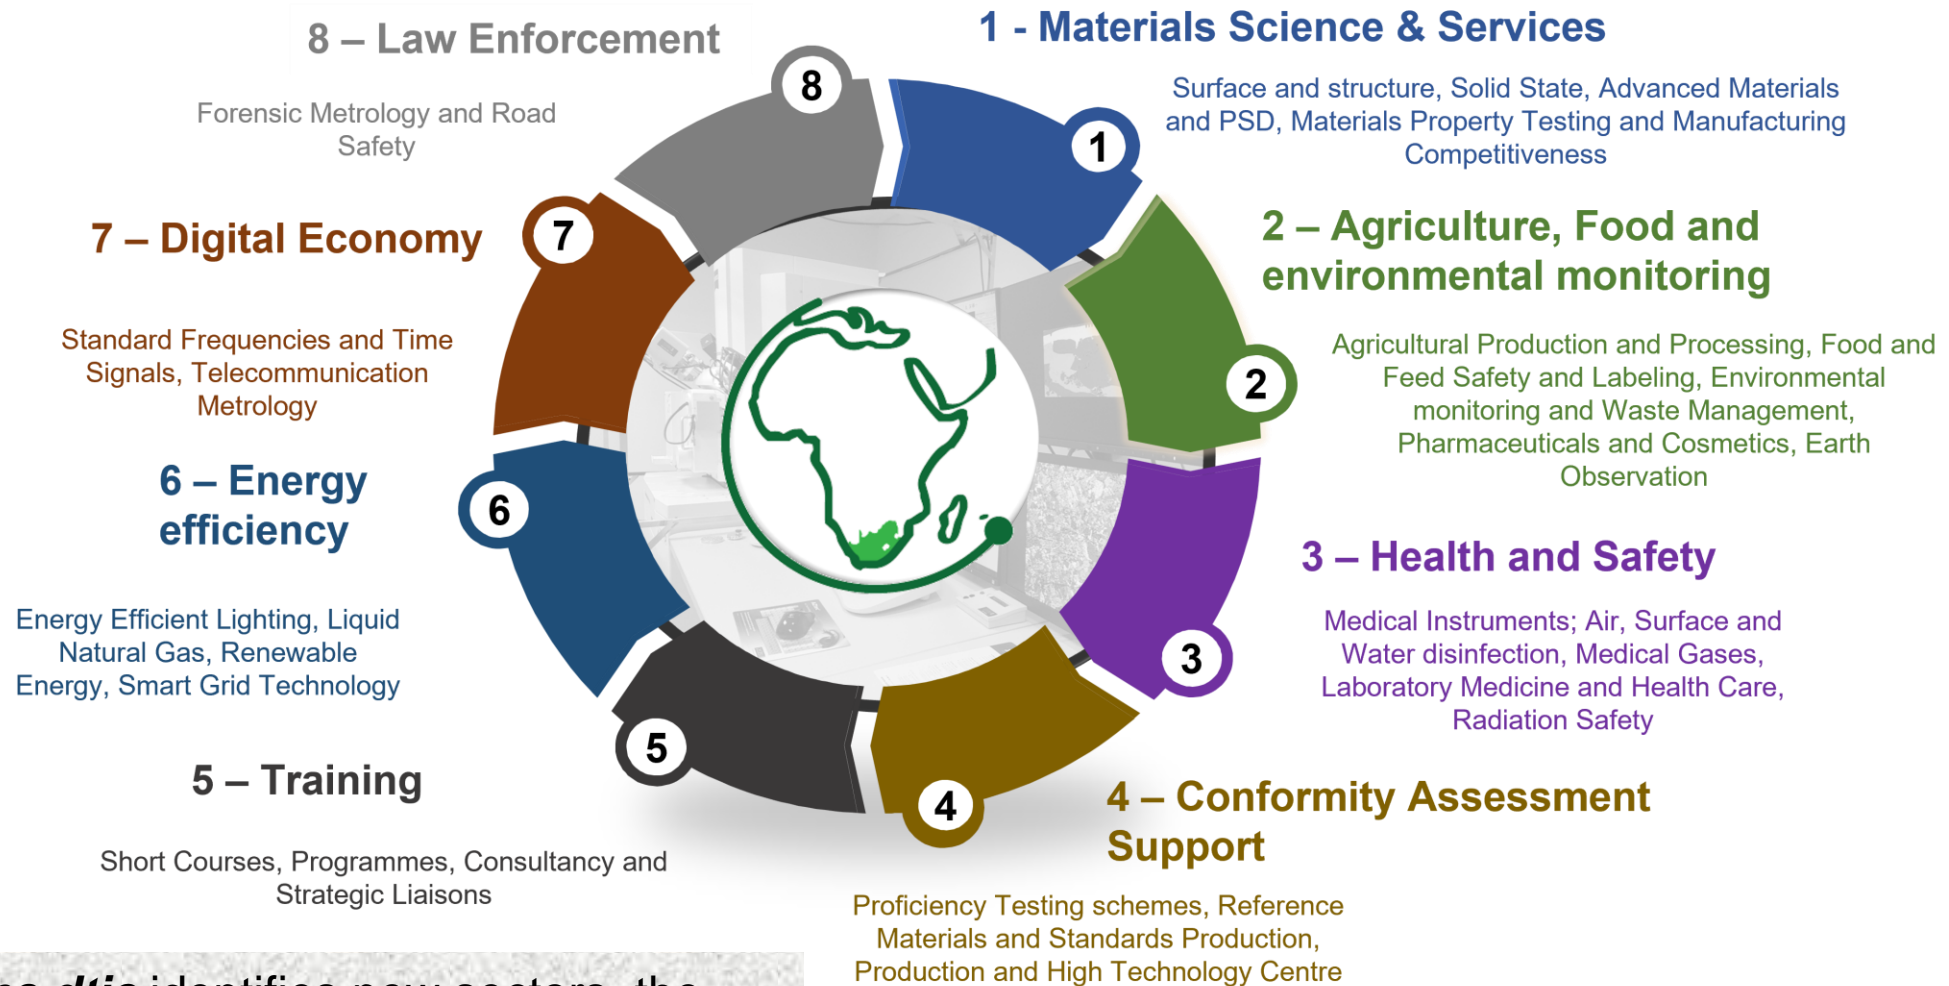 8 – Law Enforcement
Forensic Metrology and Road
Safety
1 - Materials Science & Services
Surface and structure, Solid State, Advanced Materials
and PSD, Materials Property Testing and Manufacturing
Competitiveness
2 – Agriculture, Food and
environmental monitoring
Agricultural Production and Processing, Food and
Feed Safety and Labeling, Environmental
monitoring and Waste Management,
Pharmaceuticals and Cosmetics, Earth
Observation
3 – Health and Safety
Medical Instruments; Air, Surface and
Water disinfection, Medical Gases,
Laboratory Medicine and Health Care,
Radiation Safety
4 – Conformity Assessment
Support
Proficiency Testing schemes, Reference
Materials and Standards Production,
Production and High Technology Centre
5 – Training
Short Courses, Programmes, Consultancy and
Strategic Liaisons
6 – Energy
efficiency
Energy Efficient Lighting, Liquid
Natural Gas, Renewable
Energy, Smart Grid Technology
7 – Digital Economy
Standard Frequencies and Time
Signals, Telecommunication
Metrology
8
1
2
3
4
5
6
7
dtic identifies new sectors, the